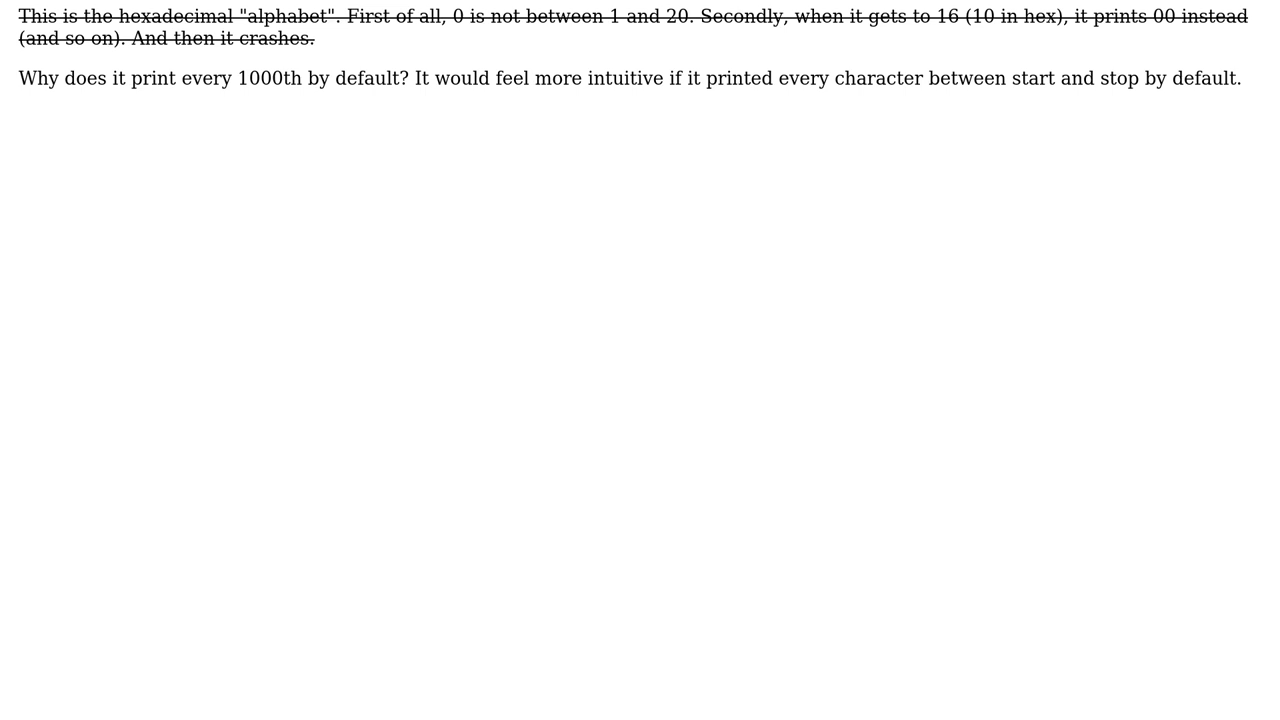 This is the hexadecimal "alphabet". First of all, 0 is not between 1 and 20. Secondly, when it gets to 16 (10 in hex), it prints 00 instead
(and so on). And then it crashes.
Why does it print every 1000th by default? It would feel more intuitive if it printed every character between start and stop by default.